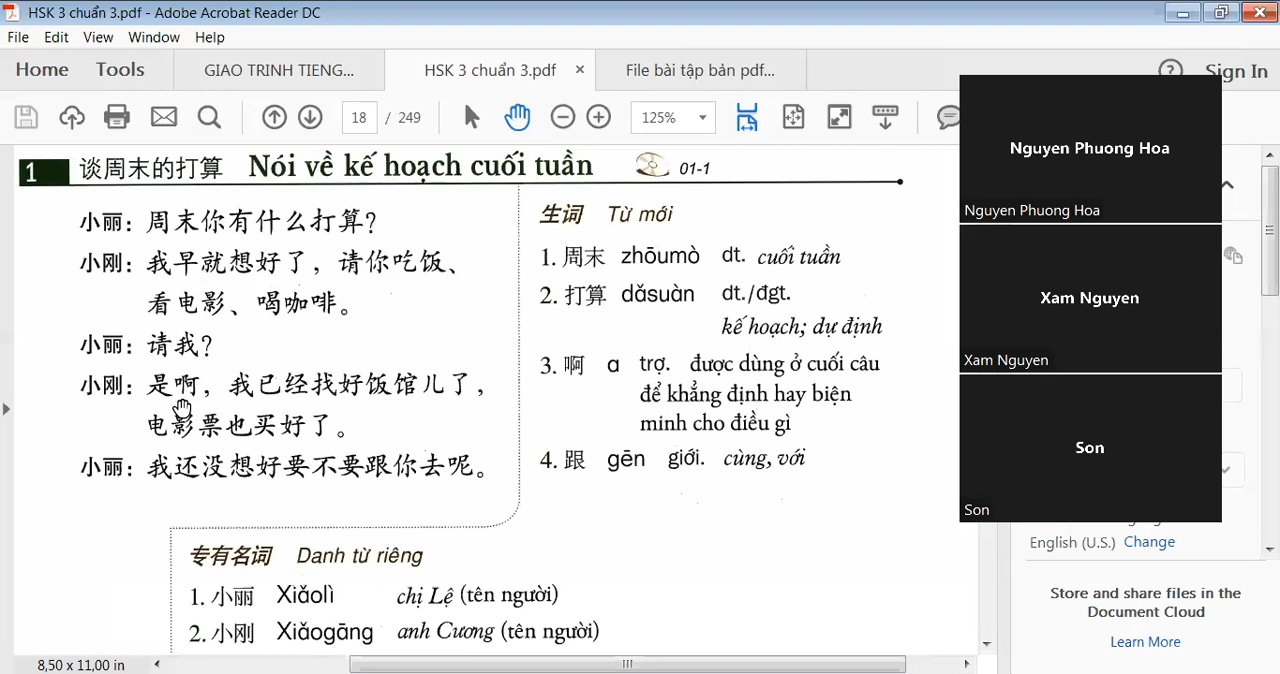 HSK 3 chuẩn 3.pdf - Adobe Acrobat Reader DC
File Edit View Window Help
Home Tools GIAO TRINH TIENG... HSK 3 chuẩn 3.pdf × File bài tập bản pdf... ? Sign In
18 / 249 125%
1 谈周末的打算 Nói về kế hoạch cuối tuần 01-1
小丽：周末你有什么打算？
小刚：我早就想好了，请你吃饭、
看电影、喝咖啡。
小丽：请我？
小刚：是啊，我已经找好饭馆儿了，
电影票也买好了。
小丽：我还没想好要不要跟你去呢。
生词 Từ mới
1. 周末 zhōumò dt. cuối tuần
2. 打算 dǎsuàn dt./đgt.
kế hoạch; dự định
3. 啊 a trợ. được dùng ở cuối câu
để khẳng định hay biện
minh cho điều gì
4. 跟 gēn giới. cùng, với
专有名词 Danh từ riêng
1. 小丽 Xiǎolì chị Lệ (tên người)
2. 小刚 Xiǎogāng anh Cương (tên người)
Nguyen Phuong Hoa
Nguyen Phuong Hoa
Xam Nguyen
Xam Nguyen
Son
Son
English (U.S.) Change
Store and share files in the
Document Cloud
Learn More
8,50 x 11,00 in